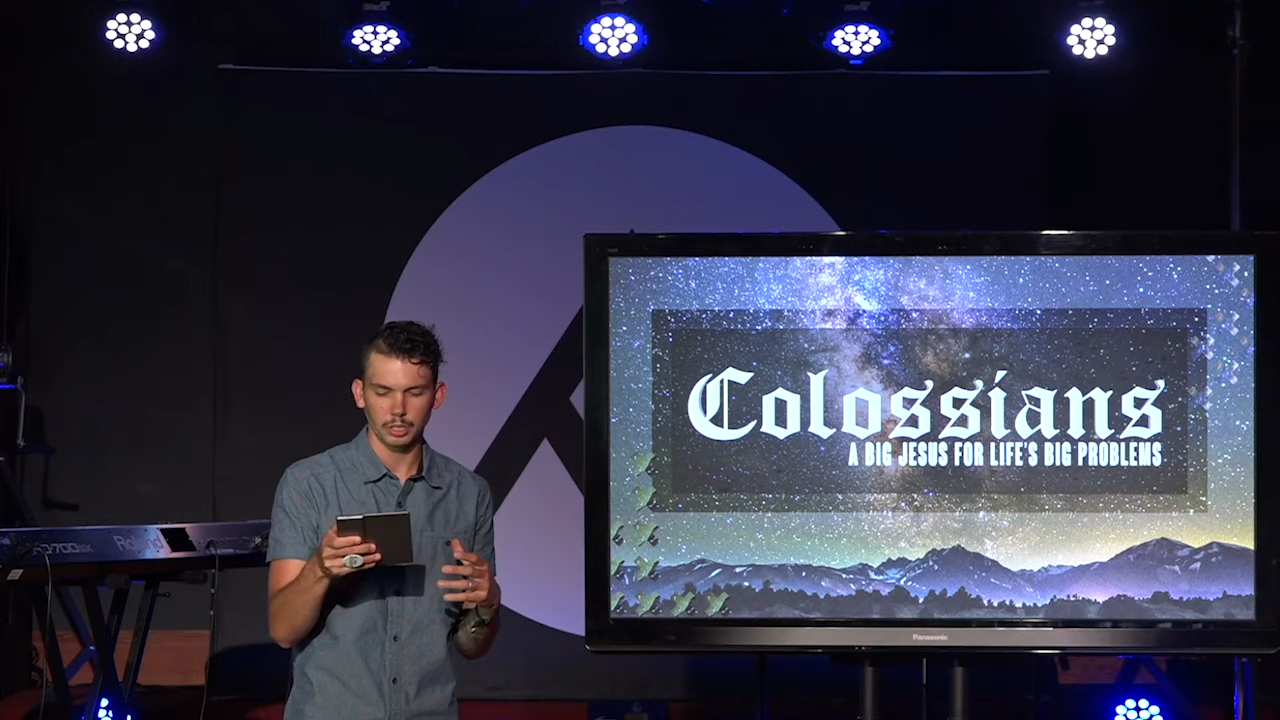 Colossians
A BIG JESUS FOR LIFE'S BIG PROBLEMS
Panasonic
Roland